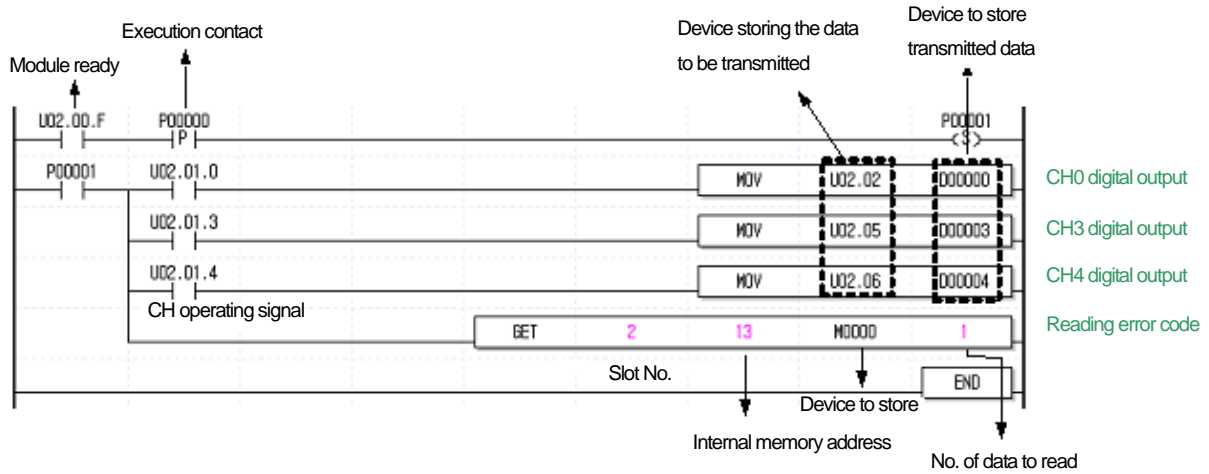 Execution contact
Device storing the data
to be transmitted
Device to store
transmitted data
Module ready
U02.00.F P00000 P00001
P S
P00001 U02.01.0 MOV U02.02 D00000 CH0 digital output
U02.01.3 MOV U02.05 D00003 CH3 digital output
U02.01.4 MOV U02.06 D00004 CH4 digital output
CH operating signal
GET 2 13 M0000 1 Reading error code
Slot No.
END
Device to store
Internal memory address
No. of data to read